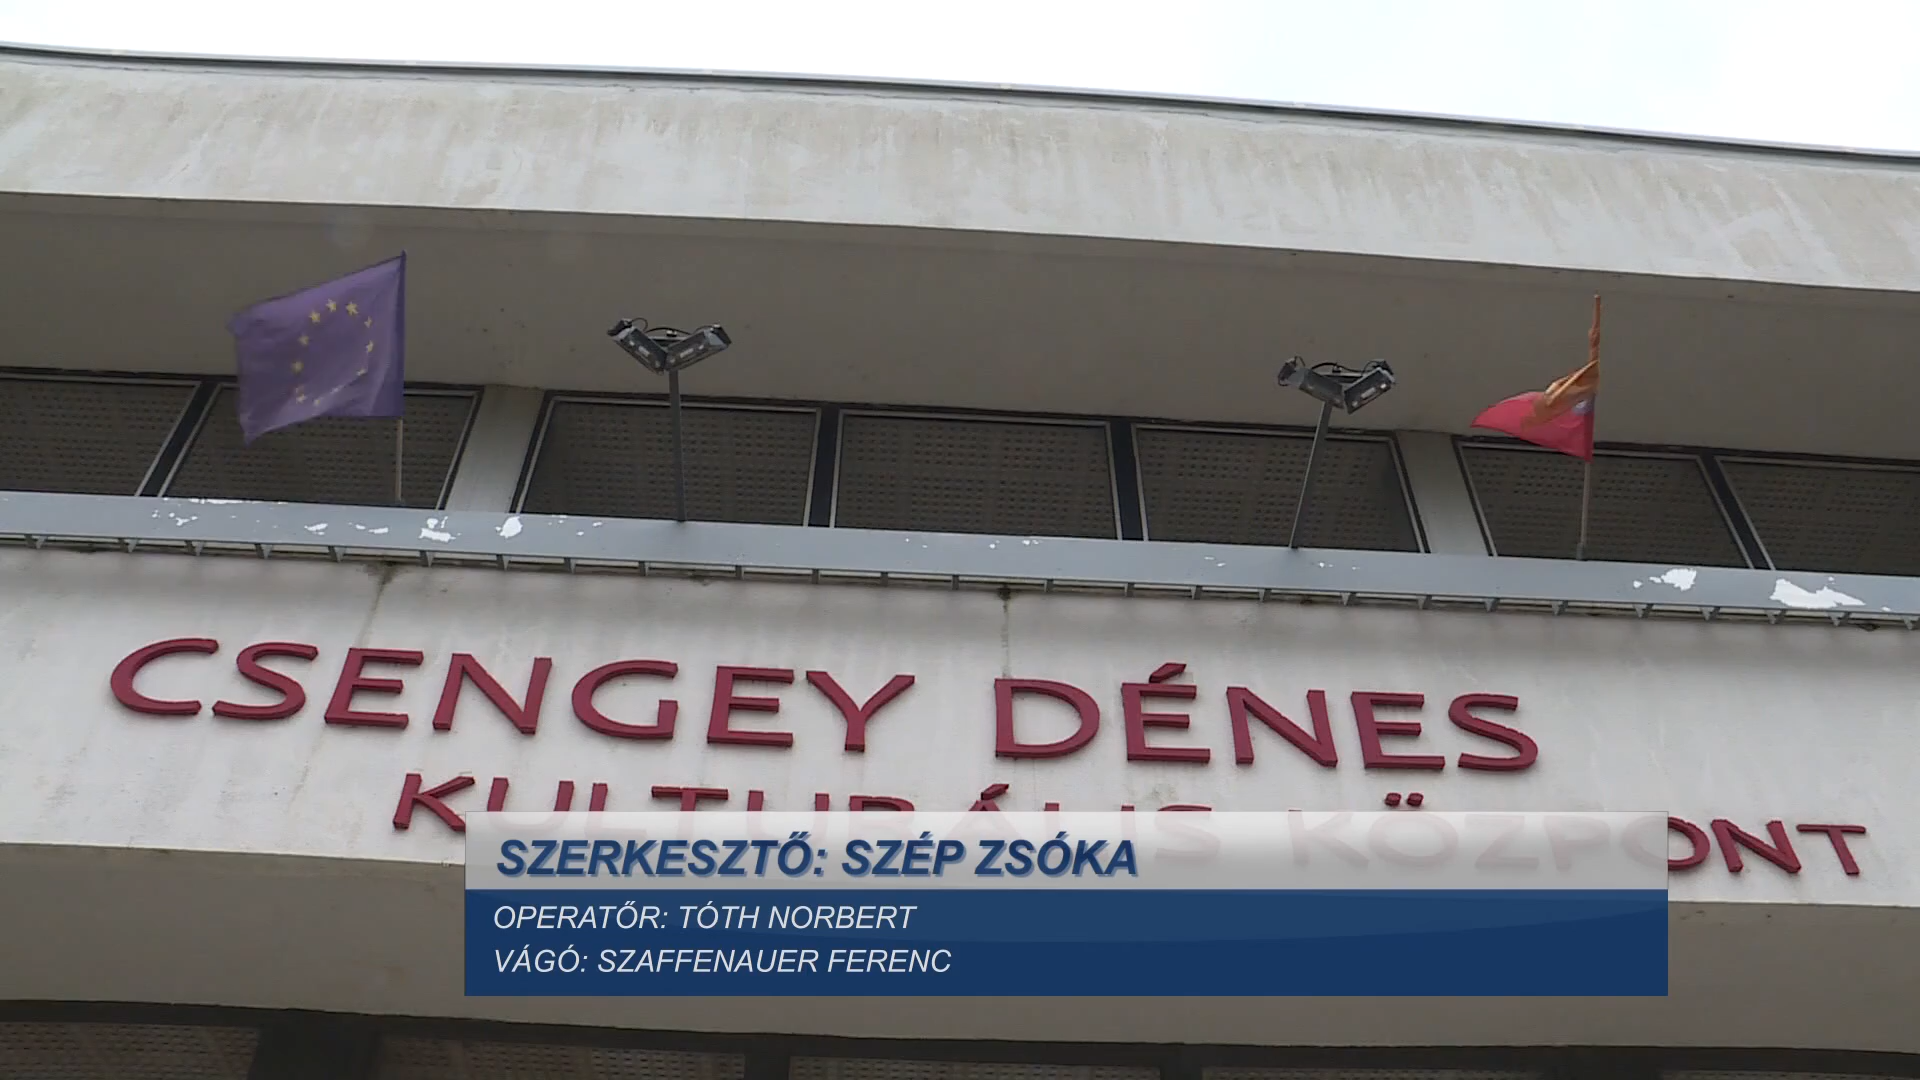 CSENGEY DÉNES
KULTURÁLIS KÖZPONT
SZERKESZTŐ: SZÉP ZSÓKA
OPERATŐR: TÓTH NORBERT
VÁGÓ: SZAFFENAUER FERENC